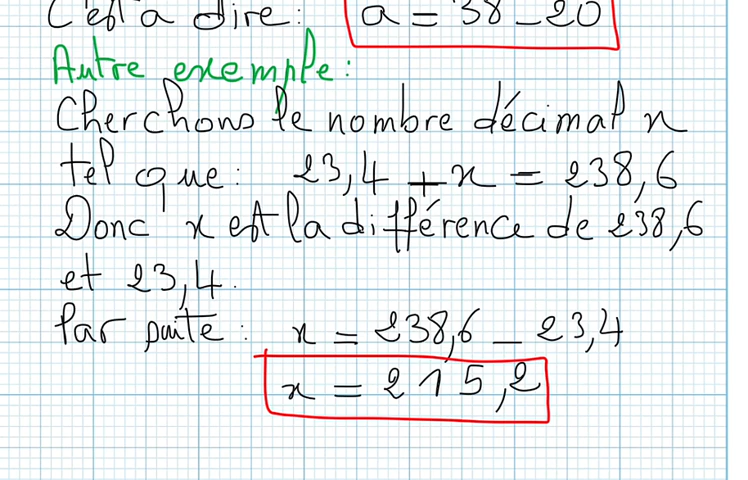 C'est à dire: a = 38 - 20
Autre exemple:
Cherchons le nombre décimal x
tel que: 23,4 + x = 238,6
Donc x est la différence de 238,6
et 23,4.
Par suite: x = 238,6 - 23,4
x = 215,2